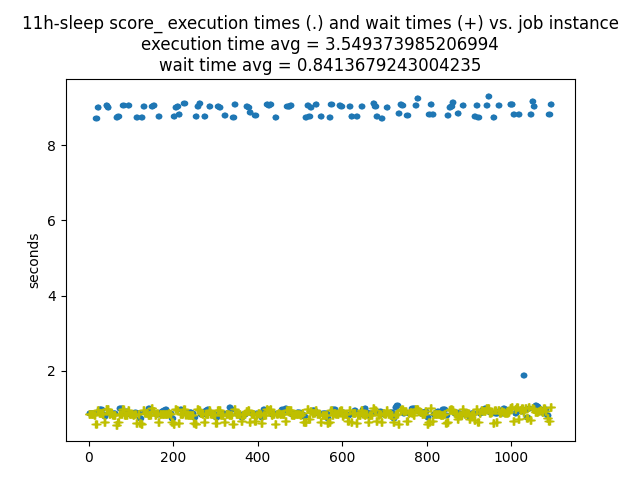 11h-sleep score_ execution times (.) and wait times (+) vs. job instance
execution time avg = 3.549373985206994
wait time avg = 0.8413679243004235
seconds
8
6
4
2
0 200 400 600 800 1000